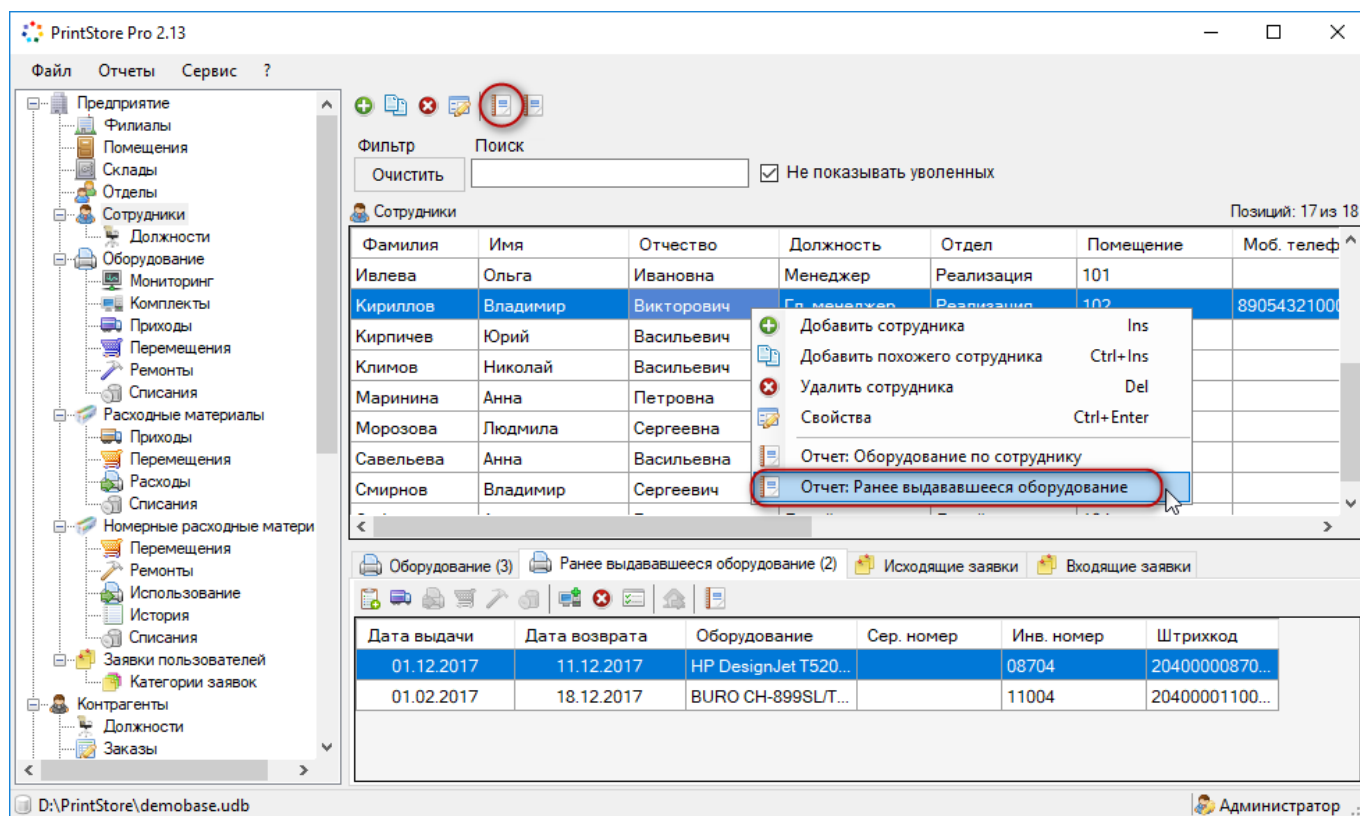 PrintStore Pro 2.13
Файл Отчеты Сервис ?
Предприятие
Филиалы
Помещения
Склады
Отделы
Сотрудники
Должности
Оборудование
Мониторинг
Комплекты
Приходы
Перемещения
Ремонты
Списания
Расходные материалы
Приходы
Перемещения
Расходы
Списания
Номерные расходные матери
Перемещения
Ремонты
Использование
История
Списания
Заявки пользователей
Категории заявок
Контрагенты
Должности
Заказы
Фильтр Поиск
Очистить Не показывать уволенных
Сотрудники Позиций: 17 из 18
Фамилия Имя Отчество Должность Отдел Помещение Моб. телеф
Ивлева Ольга Ивановна Менеджер Реализация 101
Кириллов Владимир Викторович Гл. менеджер Реализация 102 89054321000
Кирпичев Юрий Васильевич
Климов Николай Васильевич
Маринина Анна Петровна
Морозова Людмила Сергеевна
Савельева Анна Васильевна
Смирнов Владимир Сергеевич
Добавить сотрудника Ins
Добавить похожего сотрудника Ctrl+Ins
Удалить сотрудника Del
Свойства Ctrl+Enter
Отчет: Оборудование по сотруднику
Отчет: Ранее выдававшееся оборудование
Оборудование (3) Ранее выдававшееся оборудование (2) Исходящие заявки Входящие заявки
Дата выдачи Дата возврата Оборудование Сер. номер Инв. номер Штрихкод
01.12.2017 11.12.2017 HP DesignJet T520... 08704 20400000870...
01.02.2017 18.12.2017 BURO CH-899SL/T... 11004 20400001100...
D:\PrintStore\demobase.udb Администратор